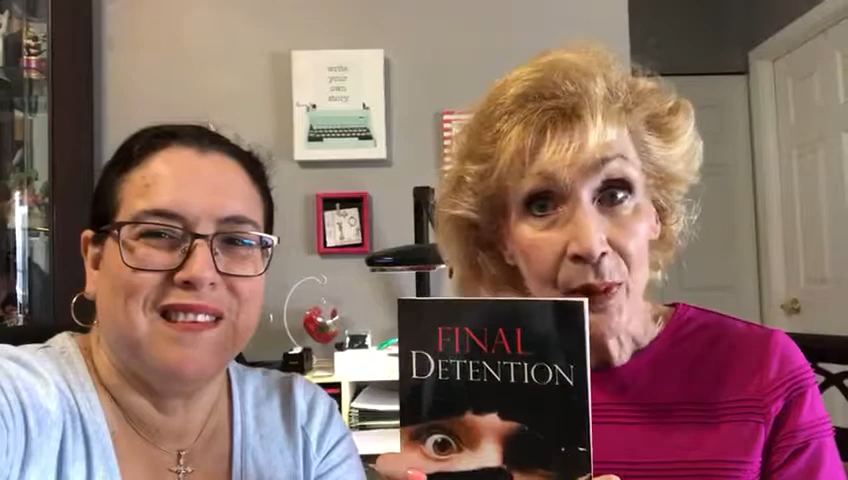 write
your
own
story
FINAL
DETENTION